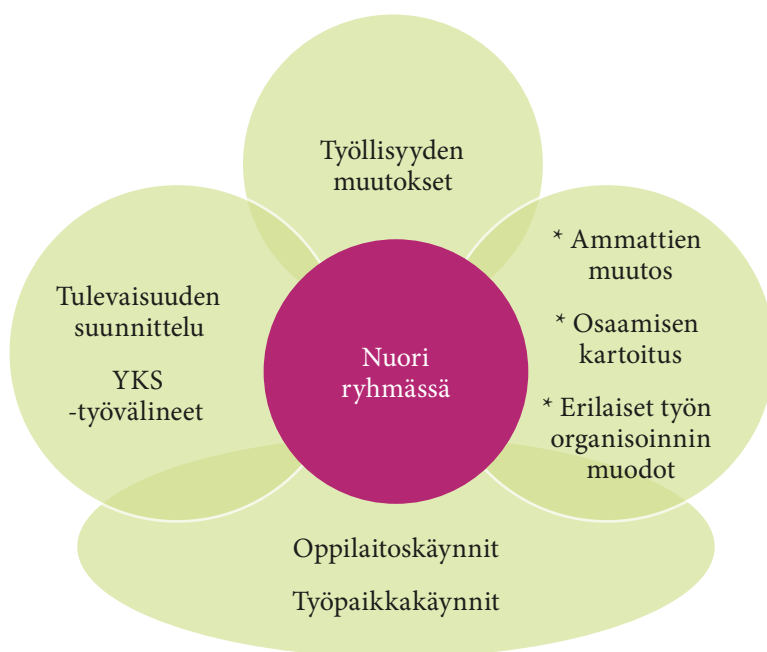 Työllisyyden
muutokset
Tulevaisuuden
suunnittelu
YKS
-työvälineet
Nuori
ryhmässä
* Ammattien
muutos
* Osaamisen
kartoitus
* Erilaiset työn
organisoinnin
muodot
Oppilaitoskäynnit
Työpaikkakäynnit